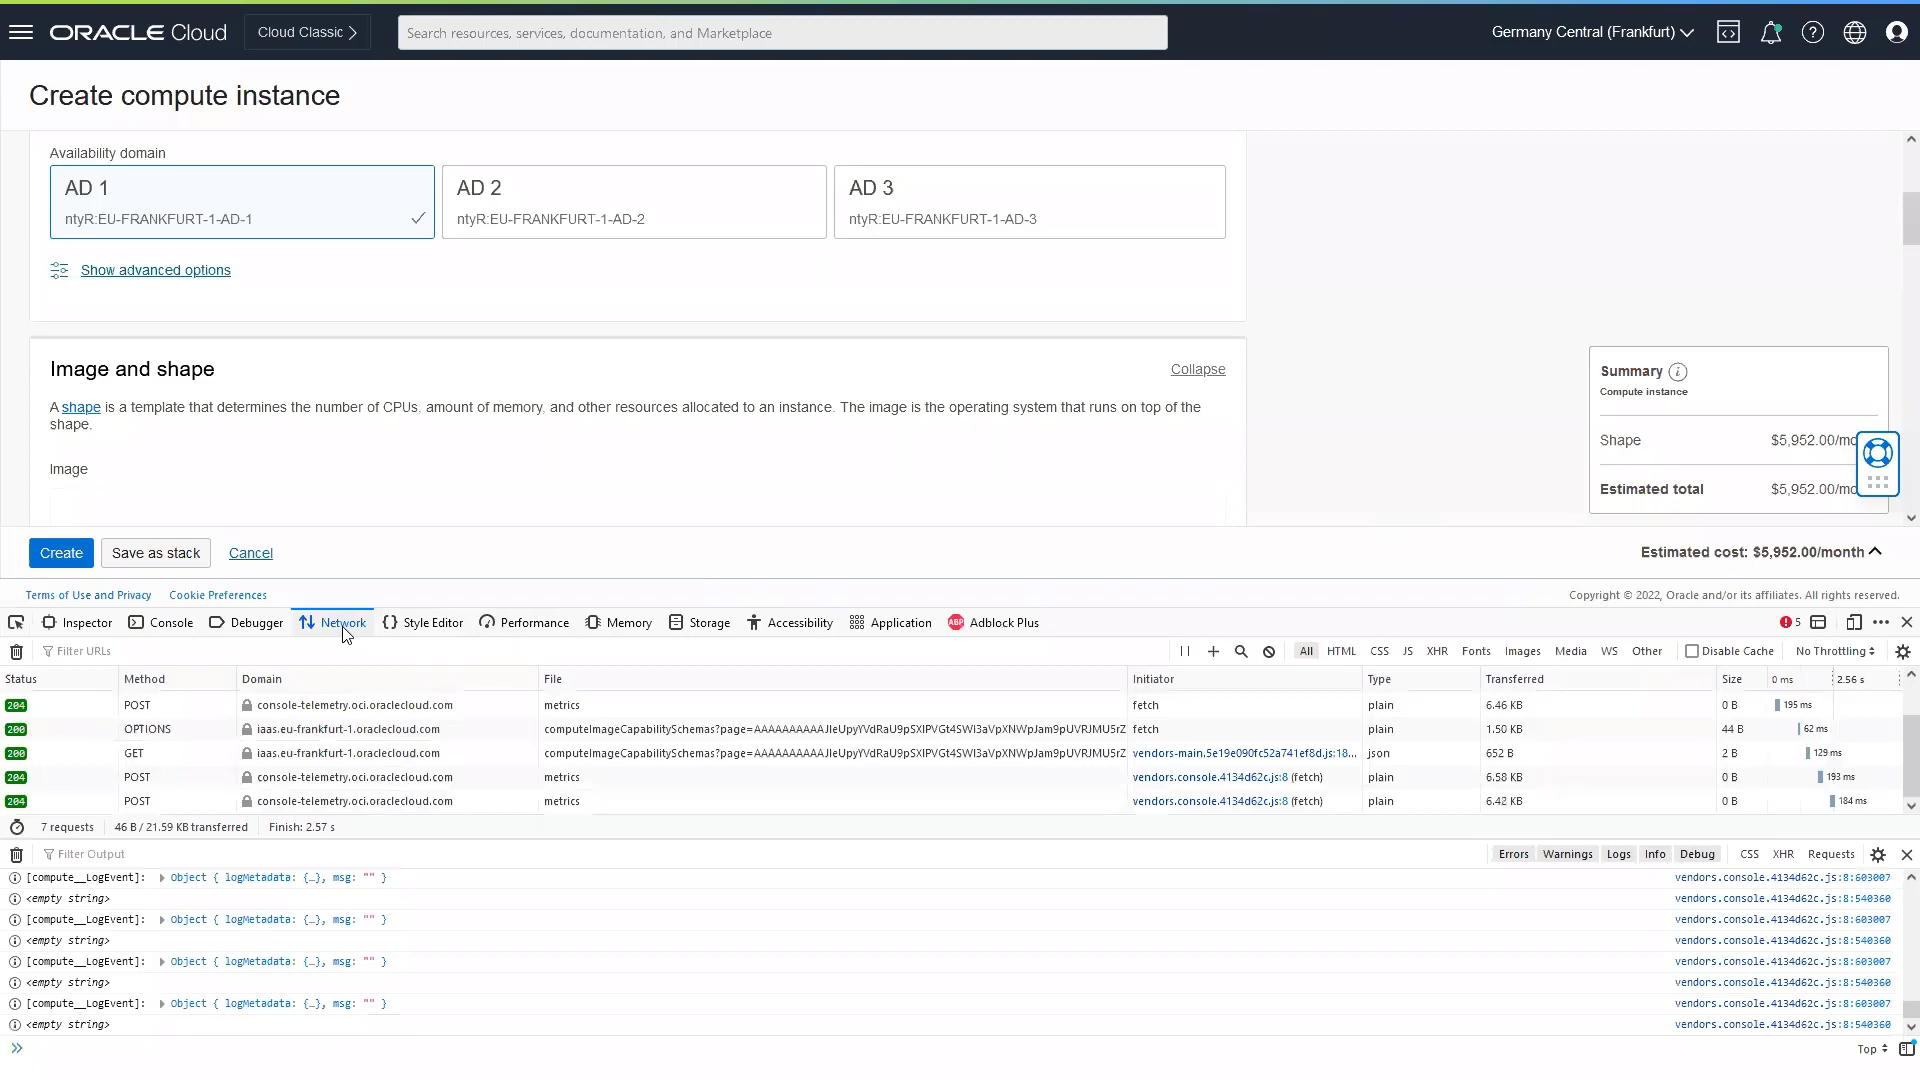 ORACLE Cloud
Cloud Classic
Search resources, services, documentation, and Marketplace
Germany Central (Frankfurt)
Create compute instance
Availability domain
AD 1
ntyR:EU-FRANKFURT-1-AD-1
AD 2
ntyR:EU-FRANKFURT-1-AD-2
AD 3
ntyR:EU-FRANKFURT-1-AD-3
Show advanced options
Image and shape
Collapse
A shape is a template that determines the number of CPUs, amount of memory, and other resources allocated to an instance. The image is the operating system that runs on top of the
shape.
Image
Summary
Compute instance
Shape $5,952.00/mo
Estimated total $5,952.00/mo
Create Save as stack Cancel
Estimated cost: $5,952.00/month
Terms of Use and Privacy Cookie Preferences
Copyright © 2022, Oracle and/or its affiliates. All rights reserved.
Inspector Console Debugger Network Style Editor Performance Memory Storage Accessibility Application ABP Adblock Plus 5
Filter URLs
All HTML CSS JS XHR Fonts Images Media WS Other Disable Cache No Throttling
Status Method Domain File Initiator Type Transferred Size 0 ms 2.56 s
204 POST console-telemetry.oci.oraclecloud.com metrics fetch plain 6.46 KB 0 B 195 ms
200 OPTIONS iaas.eu-frankfurt-1.oraclecloud.com fetch plain 1.50 KB 44 B 62 ms
200 GET iaas.eu-frankfurt-1.oraclecloud.com vendors-main.5e19e090fc52a741ef8d.js:18... json 652 B 2 B 129 ms
204 POST console-telemetry.oci.oraclecloud.com metrics vendors.console.4134d62c.js:8 (fetch) plain 6.58 KB 0 B 193 ms
204 POST console-telemetry.oci.oraclecloud.com metrics vendors.console.4134d62c.js:8 (fetch) plain 6.42 KB 0 B 184 ms
7 requests 46 B / 21.59 KB transferred Finish: 2.57 s
Filter Output
Errors Warnings Logs Info Debug CSS XHR Requests
[compute__LogEvent]: Object { logMetadata: {…}, msg: "" } vendors.console.4134d62c.js:8:603007
<empty string> vendors.console.4134d62c.js:8:540360
[compute__LogEvent]: Object { logMetadata: {…}, msg: "" } vendors.console.4134d62c.js:8:603007
<empty string> vendors.console.4134d62c.js:8:540360
[compute__LogEvent]: Object { logMetadata: {…}, msg: "" } vendors.console.4134d62c.js:8:603007
<empty string> vendors.console.4134d62c.js:8:540360
[compute__LogEvent]: Object { logMetadata: {…}, msg: "" } vendors.console.4134d62c.js:8:603007
<empty string> vendors.console.4134d62c.js:8:540360
Top